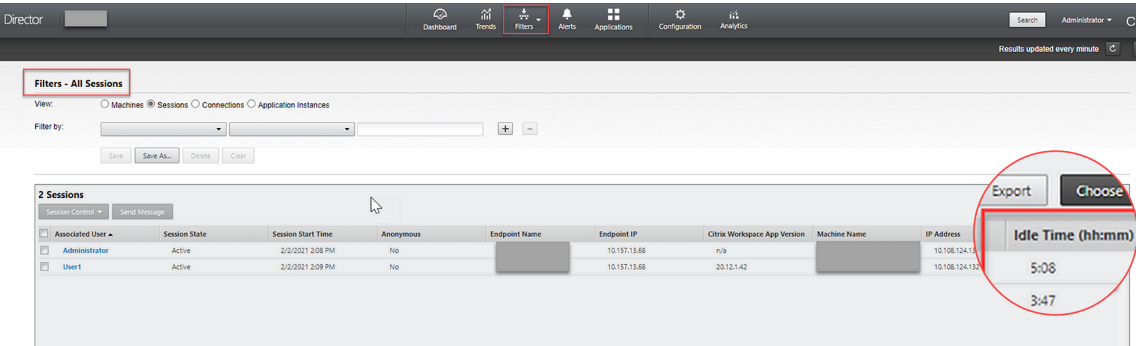 Director
Dashboard Trends Filters Alerts Applications Configuration Analytics
Search Administrator
Results updated every minute
Filters - All Sessions
View: Machines Sessions Connections Application Instances
Filter by:
+ −
Save Save As... Delete Clear
2 Sessions
Export Choose
Session Control Send Message
Associated User Session State Session Start Time Anonymous Endpoint Name Endpoint IP Citrix Workspace App Version Machine Name IP Address Idle Time (hh:mm)
Administrator Active 2/2/2021 2:08 PM No 10.157.13.68 n/a 5:08
User1 Active 2/2/2021 2:09 PM No 10.157.13.68 20.12.1.42 10.108.124.132 3:47